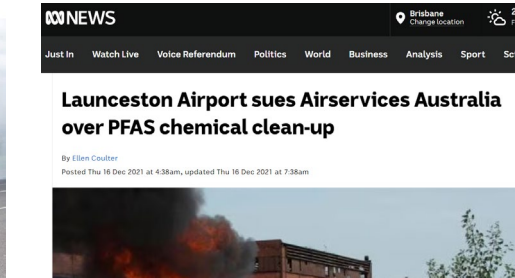 NEWS
Brisbane
Change location
Just In Watch Live Voice Referendum Politics World Business Analysis Sport
Launceston Airport sues Airservices Australia
over PFAS chemical clean-up
By Ellen Coulter
Posted Thu 16 Dec 2021 at 4:38am, updated Thu 16 Dec 2021 at 7:38am